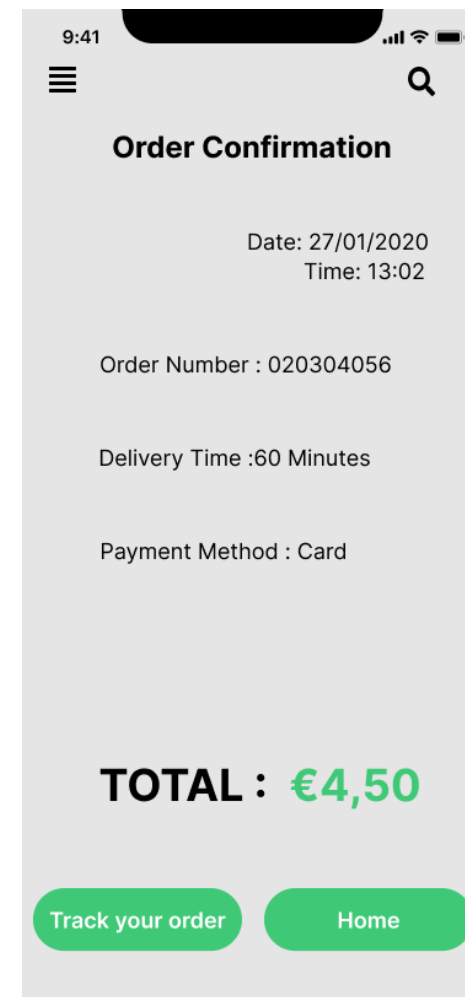 9:41
Order Confirmation
Date: 27/01/2020
Time: 13:02
Order Number : 020304056
Delivery Time :60 Minutes
Payment Method : Card
TOTAL : €4,50
Track your order
Home